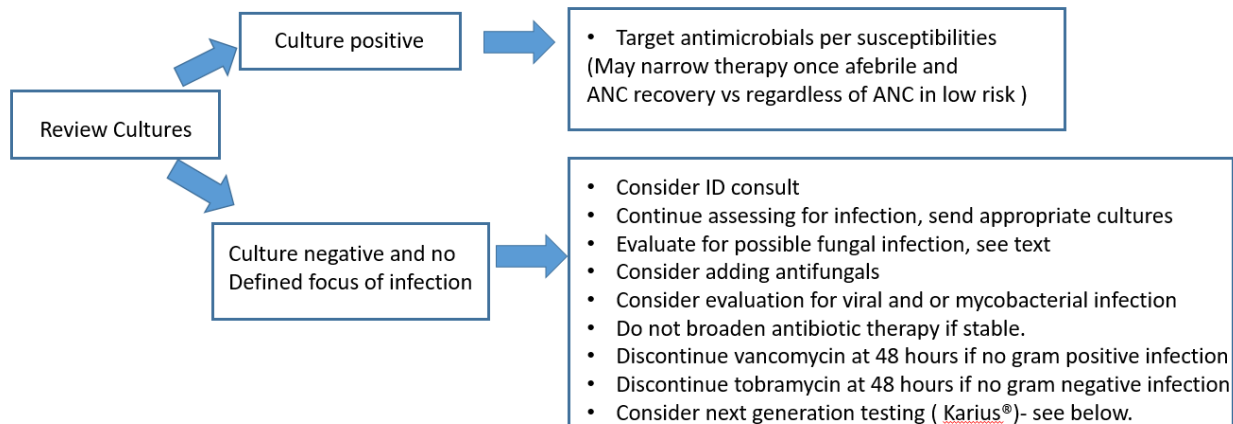 Review Cultures
Culture positive
• Target antimicrobials per susceptibilities
(May narrow therapy once afebrile and
ANC recovery vs regardless of ANC in low risk )
Culture negative and no
Defined focus of infection
• Consider ID consult
• Continue assessing for infection, send appropriate cultures
• Evaluate for possible fungal infection, see text
• Consider adding antifungals
• Consider evaluation for viral and or mycobacterial infection
• Do not broaden antibiotic therapy if stable.
• Discontinue vancomycin at 48 hours if no gram positive infection
• Discontinue tobramycin at 48 hours if no gram negative infection
• Consider next generation testing ( Karius®)- see below.